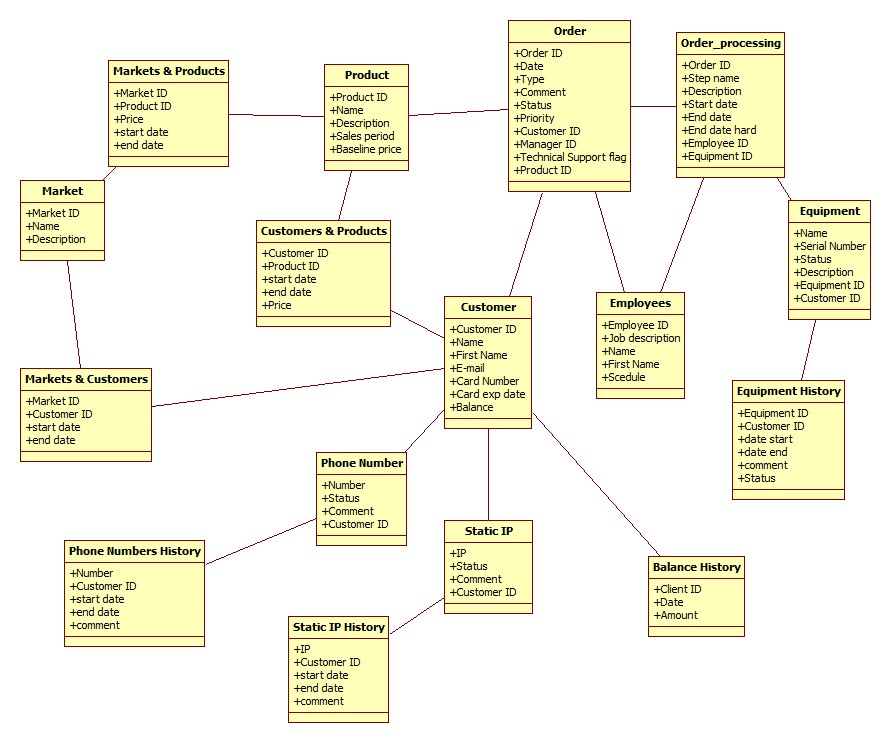 Order
+Order ID
+Date
+Type
+Comment
+Status
+Priority
+Customer ID
+Manager ID
+Technical Support flag
+Product ID
Order_processing
+Order ID
+Step name
+Description
+Start date
+End date
+End date hard
+Employee ID
+Equipment ID
Markets & Products
+Market ID
+Product ID
+Price
+start date
+end date
Product
+Product ID
+Name
+Description
+Sales period
+Baseline price
Market
+Market ID
+Name
+Description
Customers & Products
+Customer ID
+Product ID
+start date
+end date
+Price
Equipment
+Name
+Serial Number
+Status
+Description
+Equipment ID
+Customer ID
Customer
+Customer ID
+Name
+First Name
+E-mail
+Card Number
+Card exp date
+Balance
Employees
+Employee ID
+Job description
+Name
+First Name
+Scedule
Markets & Customers
+Market ID
+Customer ID
+start date
+end date
Equipment History
+Equipment ID
+Customer ID
+date start
+date end
+comment
+Status
Phone Number
+Number
+Status
+Comment
+Customer ID
Static IP
+IP
+Status
+Comment
+Customer ID
Phone Numbers History
+Number
+Customer ID
+start date
+end date
+comment
Balance History
+Client ID
+Date
+Amount
Static IP History
+IP
+Customer ID
+start date
+end date
+comment